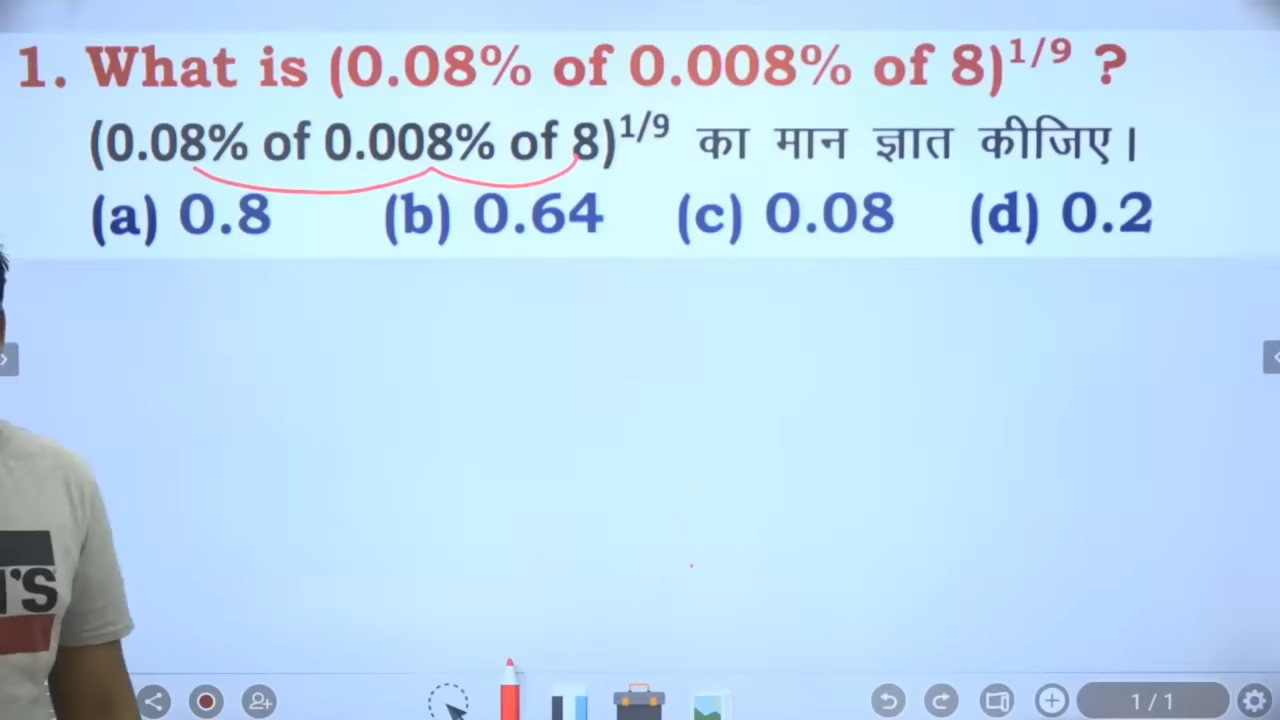 1. What is (0.08% of 0.008% of 8)^1/9 ?
(0.08% of 0.008% of 8)^1/9 का मान ज्ञात कीजिए।
(a) 0.8 (b) 0.64 (c) 0.08 (d) 0.2
'S
1 / 1